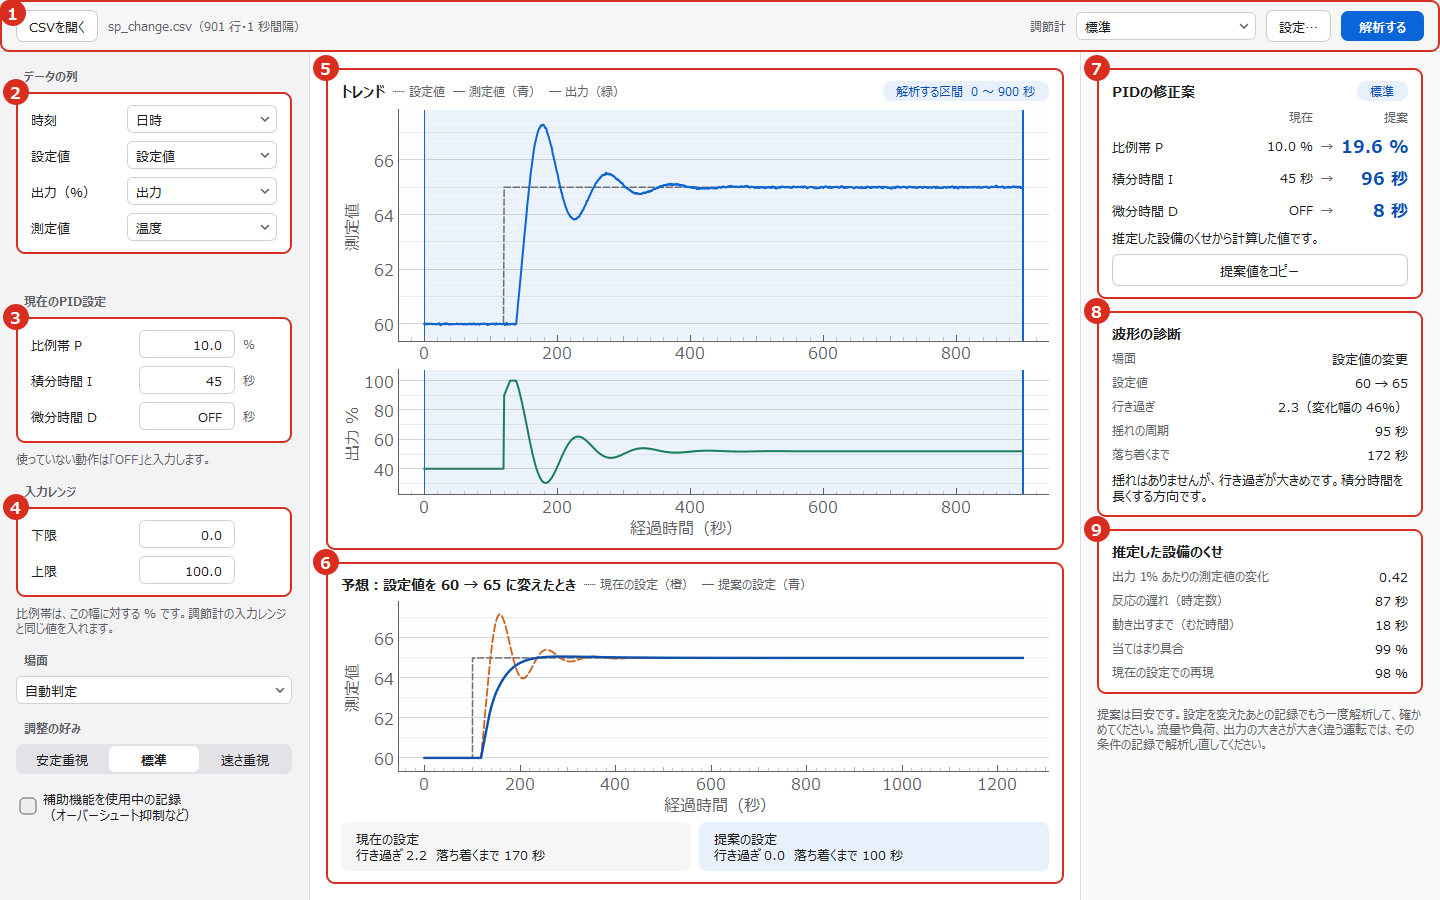 1
CSVを開く
sp_change.csv（901 行・1 秒間隔）
調節計
標準
設定…
解析する
データの列
2
時刻
日時
設定値
設定値
出力（%）
出力
測定値
温度
現在のPID設定
3
比例帯 P
10.0
%
積分時間 I
45
秒
微分時間 D
OFF
秒
使っていない動作は「OFF」と入力します。
入力レンジ
4
下限
0.0
上限
100.0
比例帯は、この幅に対する % です。調節計の入力レンジ
と同じ値を入れます。
場面
自動判定
調整の好み
安定重視
標準
速さ重視
補助機能を使用中の記録
（オーバーシュート抑制など）
5
トレンド
設定値
測定値（青）
出力（緑）
解析する区間 0 ～ 900 秒
測定値
66
64
62
60
0
200
400
600
800
出力 %
100
80
60
40
0
200
400
600
800
経過時間（秒）
6
予想：設定値を 60 → 65 に変えたとき
現在の設定（橙）
提案の設定（青）
測定値
66
64
62
60
0
200
400
600
800
1000
1200
経過時間（秒）
現在の設定
行き過ぎ 2.2 落ち着くまで 170 秒
提案の設定
行き過ぎ 0.0 落ち着くまで 100 秒
7
PIDの修正案
標準
現在
提案
比例帯 P
10.0 % → 19.6 %
積分時間 I
45 秒 → 96 秒
微分時間 D
OFF → 8 秒
推定した設備のくせから計算した値です。
提案値をコピー
8
波形の診断
場面
設定値の変更
設定値
60 → 65
行き過ぎ
2.3（変化幅の 46%）
揺れの周期
95 秒
落ち着くまで
172 秒
揺れはありませんが、行き過ぎが大きめです。積分時間を
長くする方向です。
9
推定した設備のくせ
出力 1% あたりの測定値の変化
0.42
反応の遅れ（時定数）
87 秒
動き出すまで（むだ時間）
18 秒
当てはまり具合
99 %
現在の設定での再現
98 %
提案は目安です。設定を変えたあとの記録でもう一度解析して、確か
めてください。流量や負荷、出力の大きさが大きく違う運転では、その
条件の記録で解析し直してください。